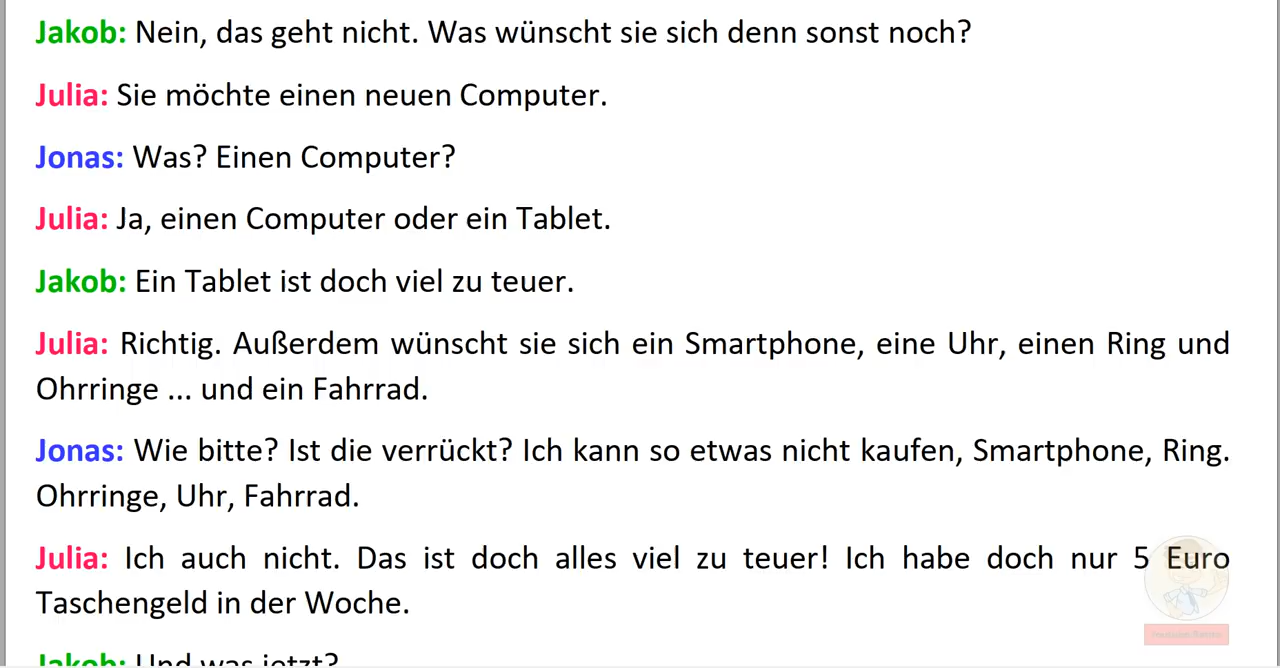 Jakob: Nein, das geht nicht. Was wünscht sie sich denn sonst noch?
Julia: Sie möchte einen neuen Computer.
Jonas: Was? Einen Computer?
Julia: Ja, einen Computer oder ein Tablet.
Jakob: Ein Tablet ist doch viel zu teuer.
Julia: Richtig. Außerdem wünscht sie sich ein Smartphone, eine Uhr, einen Ring und
Ohrringe ... und ein Fahrrad.
Jonas: Wie bitte? Ist die verrückt? Ich kann so etwas nicht kaufen, Smartphone, Ring.
Ohrringe, Uhr, Fahrrad.
Julia: Ich auch nicht. Das ist doch alles viel zu teuer! Ich habe doch nur 5 Euro
Taschengeld in der Woche.
Jakob: Und was jetzt?